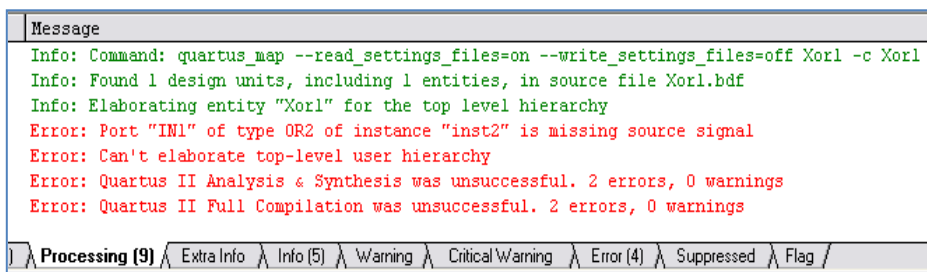 Message
Info: Command: quartus_map --read_settings_files=on --write_settings_files=off Xor1 -c Xor1
Info: Found 1 design units, including 1 entities, in source file Xor1.bdf
Info: Elaborating entity "Xor1" for the top level hierarchy
Error: Port "IN1" of type OR2 of instance "inst2" is missing source signal
Error: Can't elaborate top-level user hierarchy
Error: Quartus II Analysis & Synthesis was unsuccessful. 2 errors, 0 warnings
Error: Quartus II Full Compilation was unsuccessful. 2 errors, 0 warnings
) Processing (9) Extra Info Info (5) Warning Critical Warning Error (4) Suppressed Flag